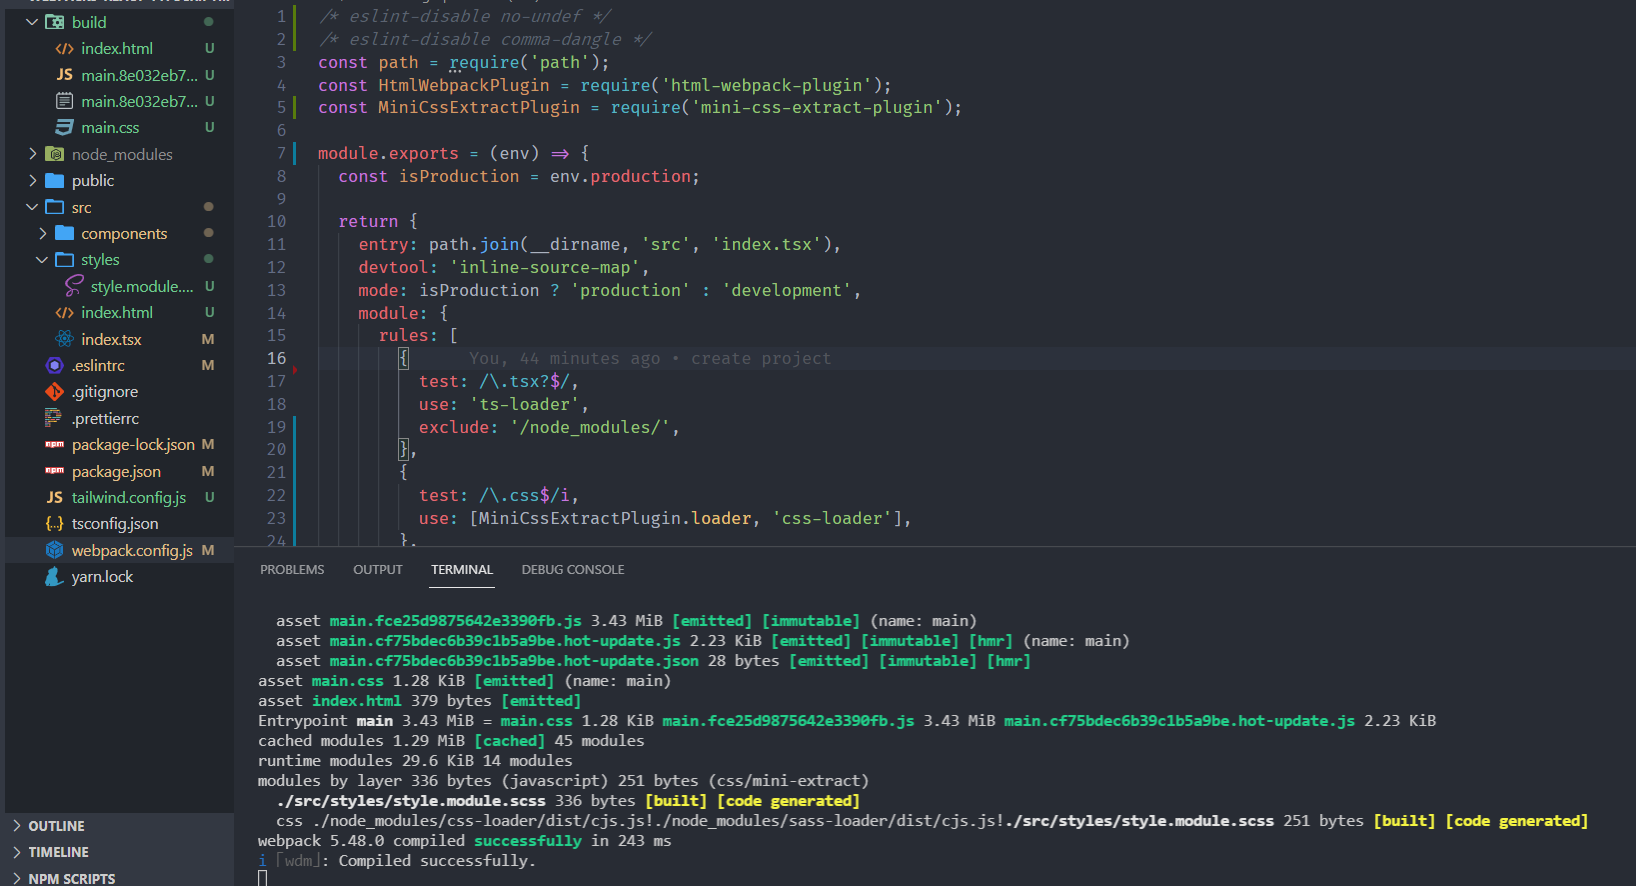 build
index.html U
JS main.8e032eb7... U
main.8e032eb7... U
main.css U
node_modules
public
src
components
styles
style.module.... U
index.html U
index.tsx M
.eslintrc M
.gitignore
.prettierrc
npm package-lock.json M
npm package.json M
JS tailwind.config.js U
tsconfig.json
webpack.config.js M
yarn.lock
OUTLINE
TIMELINE
NPM SCRIPTS
1 /* eslint-disable no-undef */
2 /* eslint-disable comma-dangle */
3 const path = require('path');
4 const HtmlWebpackPlugin = require('html-webpack-plugin');
5 const MiniCssExtractPlugin = require('mini-css-extract-plugin');
6
7 module.exports = (env) => {
8 const isProduction = env.production;
9
10 return {
11 entry: path.join(__dirname, 'src', 'index.tsx'),
12 devtool: 'inline-source-map',
13 mode: isProduction ? 'production' : 'development',
14 module: {
15 rules: [
16 { You, 44 minutes ago • create project
17 test: /\.tsx?$/,
18 use: 'ts-loader',
19 exclude: '/node_modules/',
20 },
21 {
22 test: /\.css$/i,
23 use: [MiniCssExtractPlugin.loader, 'css-loader'],
24 },
PROBLEMS OUTPUT TERMINAL DEBUG CONSOLE
asset main.fce25d9875642e3390fb.js 3.43 MiB [emitted] [immutable] (name: main)
asset main.cf75bdec6b39c1b5a9be.hot-update.js 2.23 KiB [emitted] [immutable] [hmr] (name: main)
asset main.cf75bdec6b39c1b5a9be.hot-update.json 28 bytes [emitted] [immutable] [hmr]
asset main.css 1.28 KiB [emitted] (name: main)
asset index.html 379 bytes [emitted]
Entrypoint main 3.43 MiB = main.css 1.28 KiB main.fce25d9875642e3390fb.js 3.43 MiB main.cf75bdec6b39c1b5a9be.hot-update.js 2.23 KiB
cached modules 1.29 MiB [cached] 45 modules
runtime modules 29.6 KiB 14 modules
modules by layer 336 bytes (javascript) 251 bytes (css/mini-extract)
./src/styles/style.module.scss 336 bytes [built] [code generated]
css ./node_modules/css-loader/dist/cjs.js!./node_modules/sass-loader/dist/cjs.js!./src/styles/style.module.scss 251 bytes [built] [code generated]
webpack 5.48.0 compiled successfully in 243 ms
i ｢wdm｣: Compiled successfully.